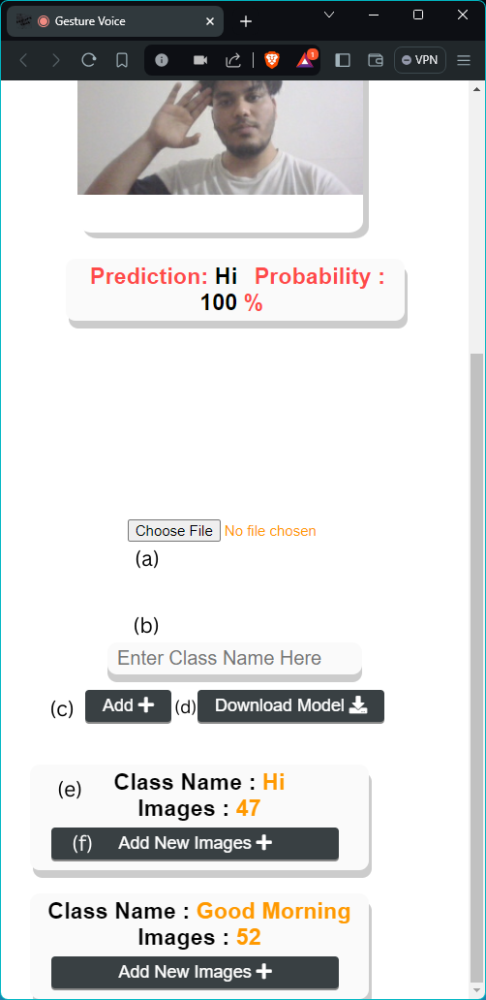 Gesture Voice
1
VPN
Prediction: Hi Probability :
100 %
Choose File No file chosen
(a)
(b)
Enter Class Name Here
(c) Add (d) Download Model
(e) Class Name : Hi
Images : 47
(f) Add New Images
Class Name : Good Morning
Images : 52
Add New Images